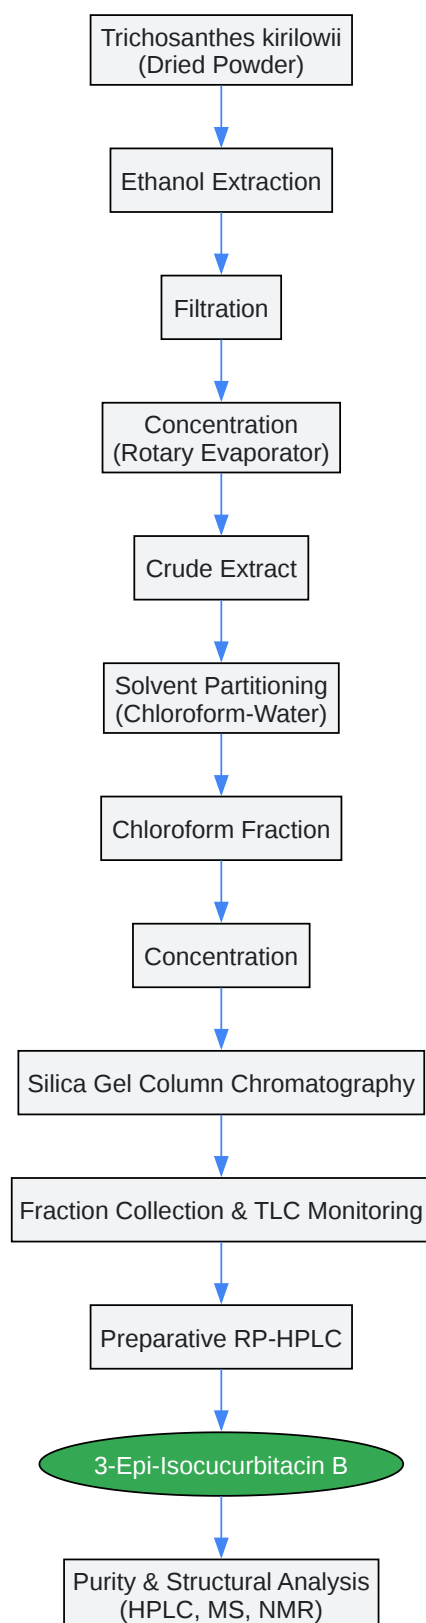 Trichosanthes kirilowii
(Dried Powder)
Ethanol Extraction
Filtration
Concentration
(Rotary Evaporator)
Crude Extract
Solvent Partitioning
(Chloroform-Water)
Chloroform Fraction
Concentration
Silica Gel Column Chromatography
Fraction Collection & TLC Monitoring
Preparative RP-HPLC
3-Epi-Isocucurbitacin B
Purity & Structural Analysis
(HPLC, MS, NMR)